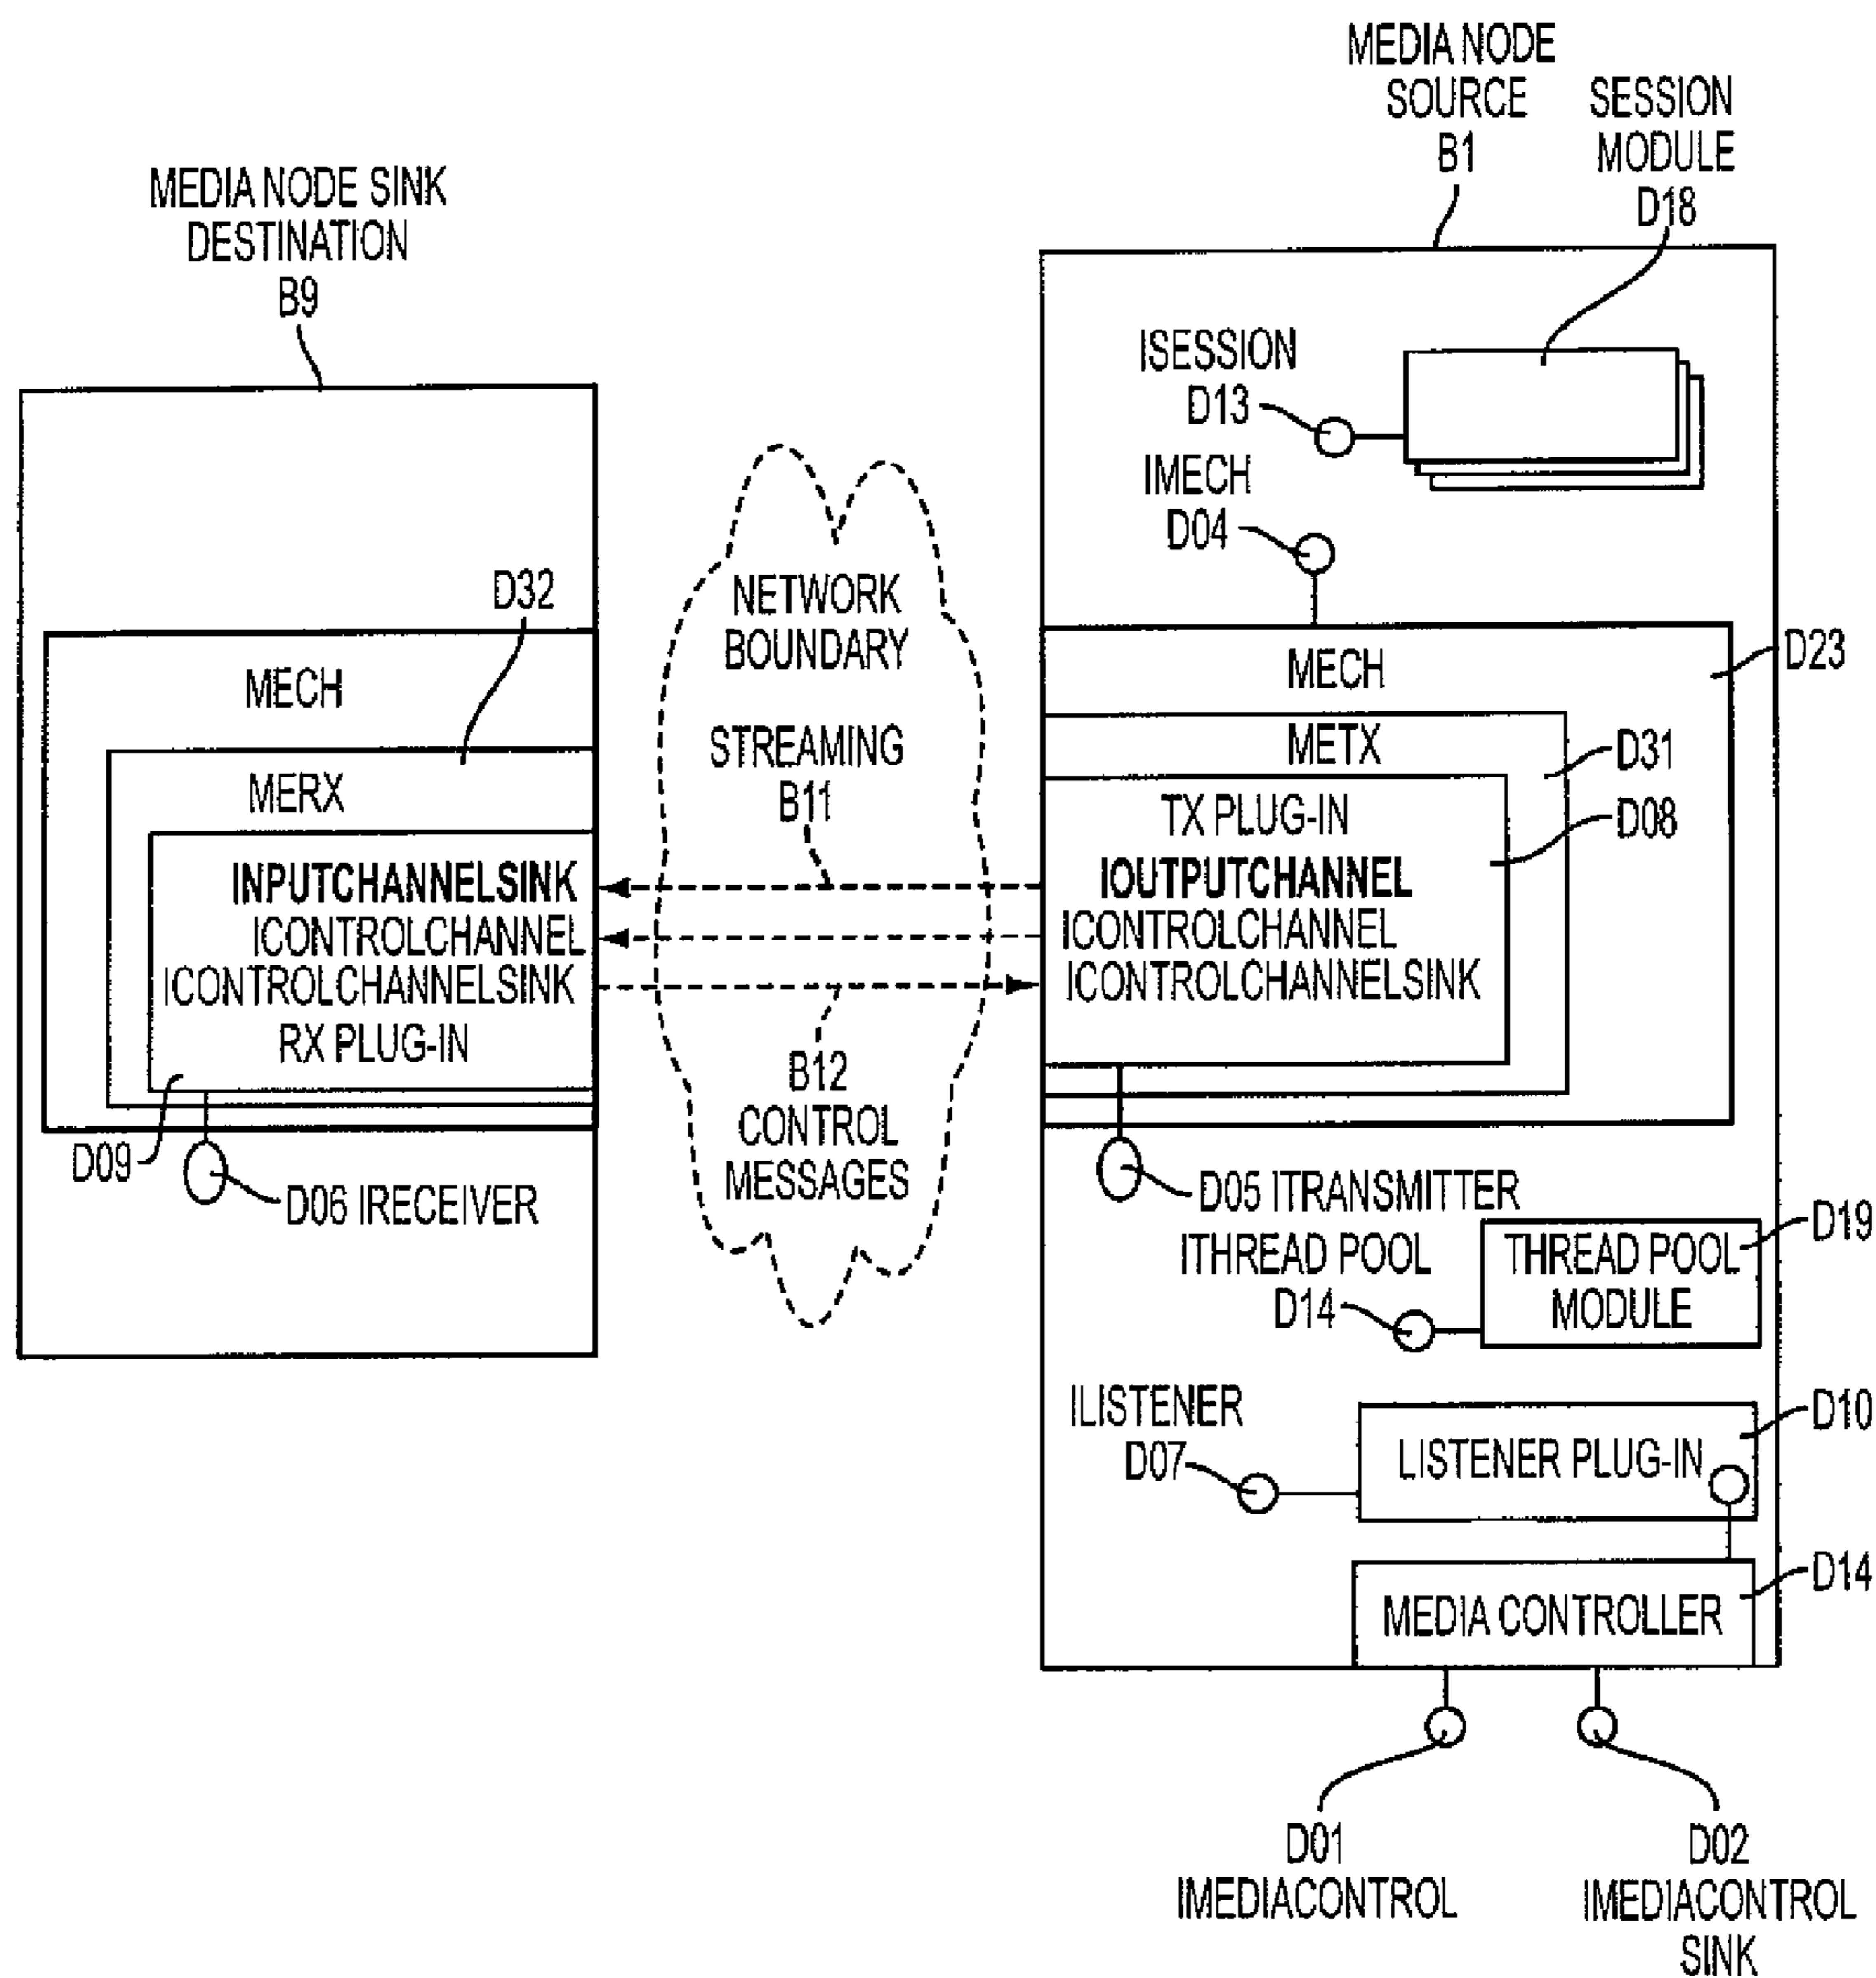 MEDIA NODE
SOURCE
B1
SESSION
MODULE
D18
MEDIA NODE SINK
DESTINATION
B9
ISESSION
D13
IMECH
D04
D32
NETWORK
BOUNDARY
MECH
MECH
D23
STREAMING
B11
METX
D31
MERX
TX PLUG-IN
D08
INPUTCHANNELSINK
ICONTROLCHANNEL
ICONTROLCHANNELSINK
RX PLUG-IN
IOUTPUTCHANNEL
ICONTROLCHANNEL
ICONTROLCHANNELSINK
B12
CONTROL
MESSAGES
D09
D06 IRECEIVER
D05 ITRANSMITTER
ITHREAD POOL
D14
THREAD POOL
MODULE
D19
ILISTENER
D07
LISTENER PLUG-IN
D10
MEDIA CONTROLLER
D14
D01
IMEDIACONTROL
D02
IMEDIACONTROL
SINK